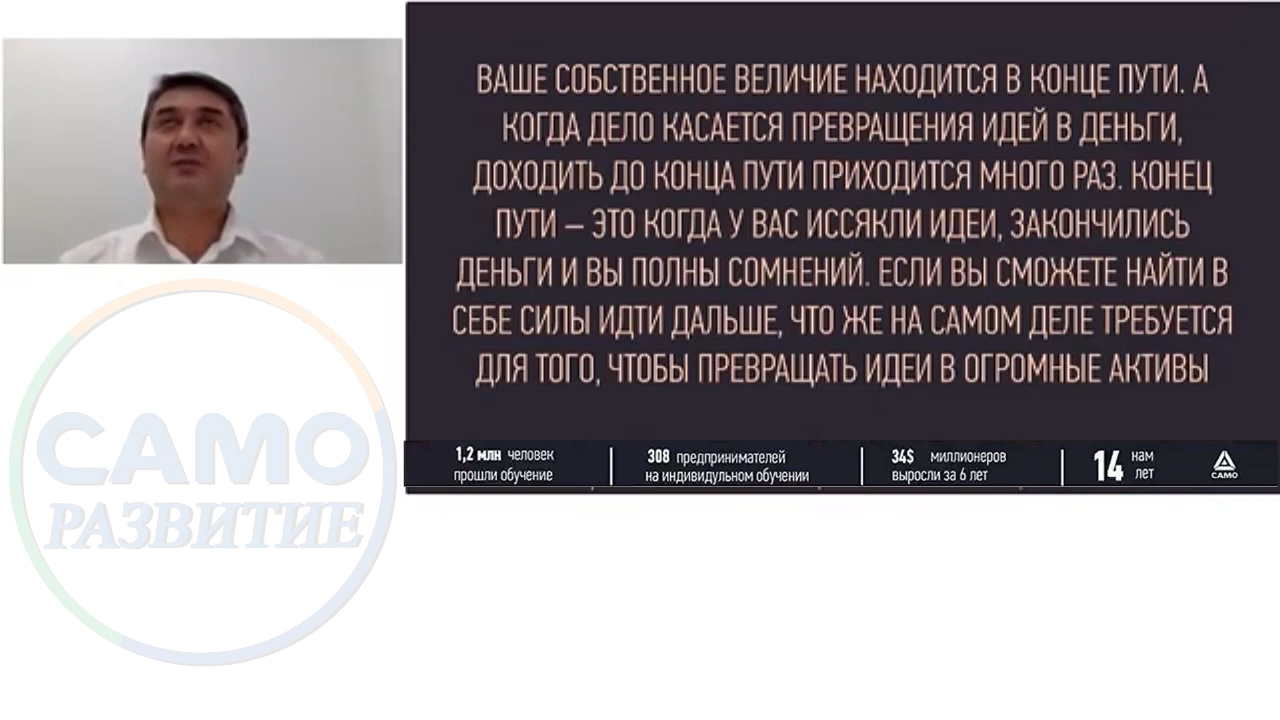 ВАШЕ СОБСТВЕННОЕ ВЕЛИЧИЕ НАХОДИТСЯ В КОНЦЕ ПУТИ. А
КОГДА ДЕЛО КАСАЕТСЯ ПРЕВРАЩЕНИЯ ИДЕЙ В ДЕНЬГИ,
ДОХОДИТЬ ДО КОНЦА ПУТИ ПРИХОДИТСЯ МНОГО РАЗ. КОНЕЦ
ПУТИ – ЭТО КОГДА У ВАС ИССЯКЛИ ИДЕИ, ЗАКОНЧИЛИСЬ
ДЕНЬГИ И ВЫ ПОЛНЫ СОМНЕНИЙ. ЕСЛИ ВЫ СМОЖЕТЕ НАЙТИ В
СЕБЕ СИЛЫ ИДТИ ДАЛЬШЕ, ЧТО ЖЕ НА САМОМ ДЕЛЕ ТРЕБУЕТСЯ
ДЛЯ ТОГО, ЧТОБЫ ПРЕВРАЩАТЬ ИДЕИ В ОГРОМНЫЕ АКТИВЫ
1,2 млн человек
прошли обучение
308 предпринимателей
на индивидульном обучении
34$ миллионеров
выросли за 6 лет
14 нам
лет
САМО
САМО
РАЗВИТИЕ